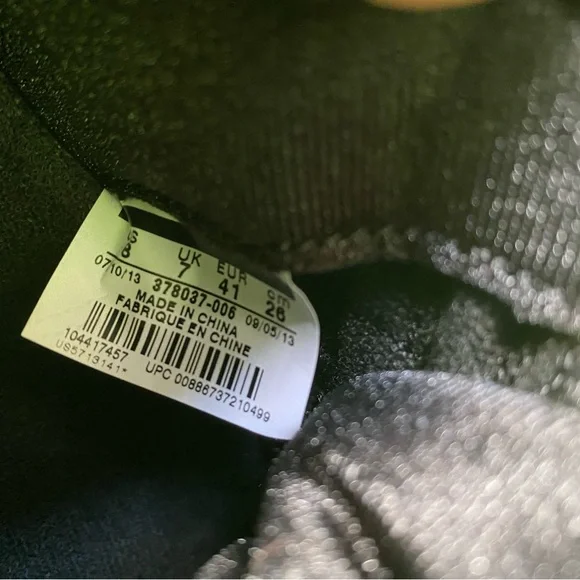 UK EUR cm
8 7 41 26
07/10/13 378037-006 09/05/13
MADE IN CHINA
FABRIQUE EN CHINE
104417457
US5713141*
UPC 00886737210499